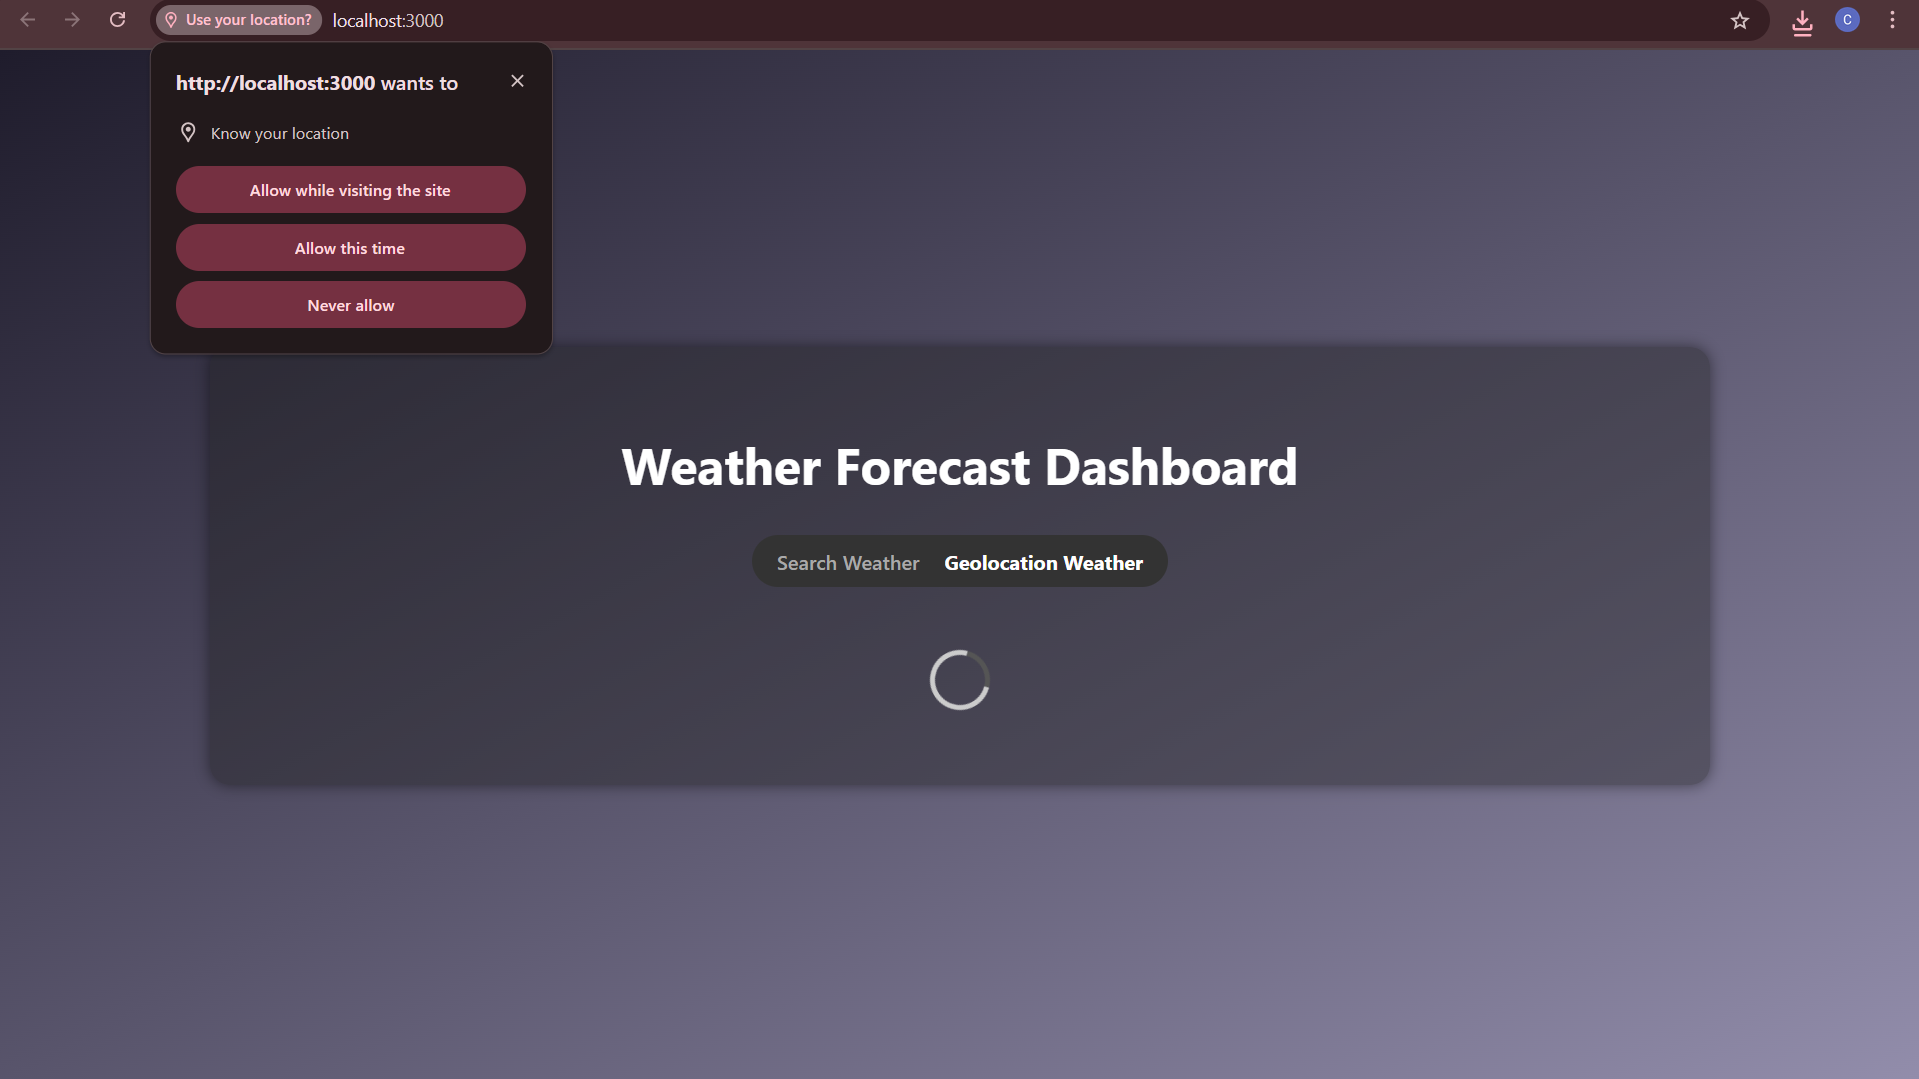 Use your location? localhost:3000
C
http://localhost:3000 wants to
Know your location
Allow while visiting the site
Allow this time
Never allow
Weather Forecast Dashboard
Search Weather Geolocation Weather